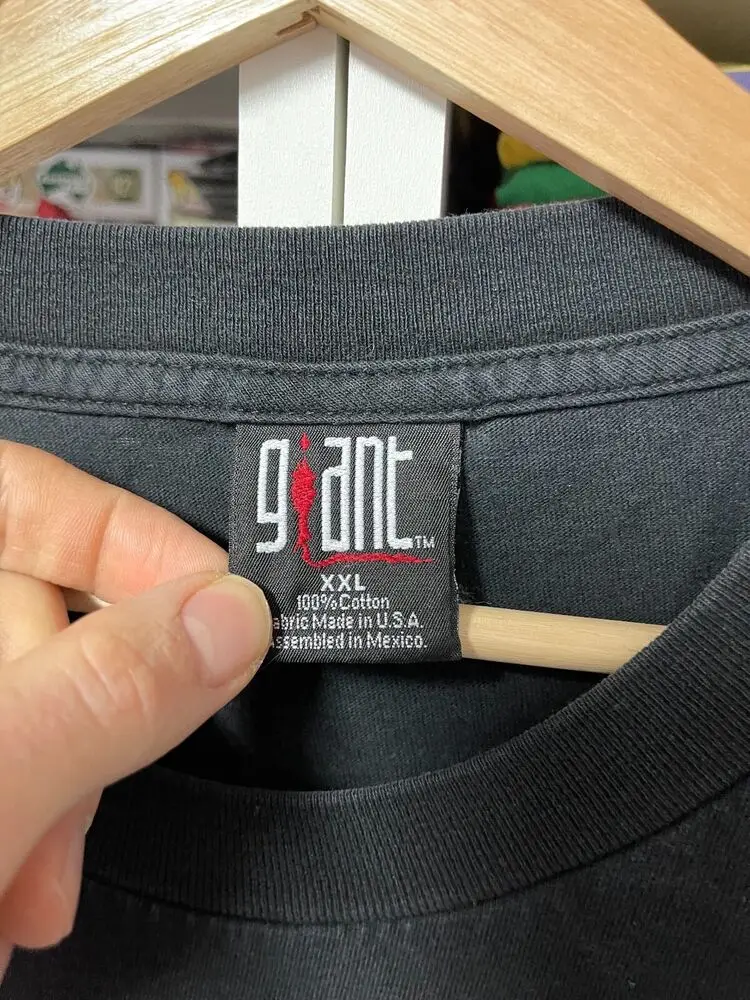 giant™
XXL
100% Cotton
abric Made in U.S.A.
ssembled in Mexico.